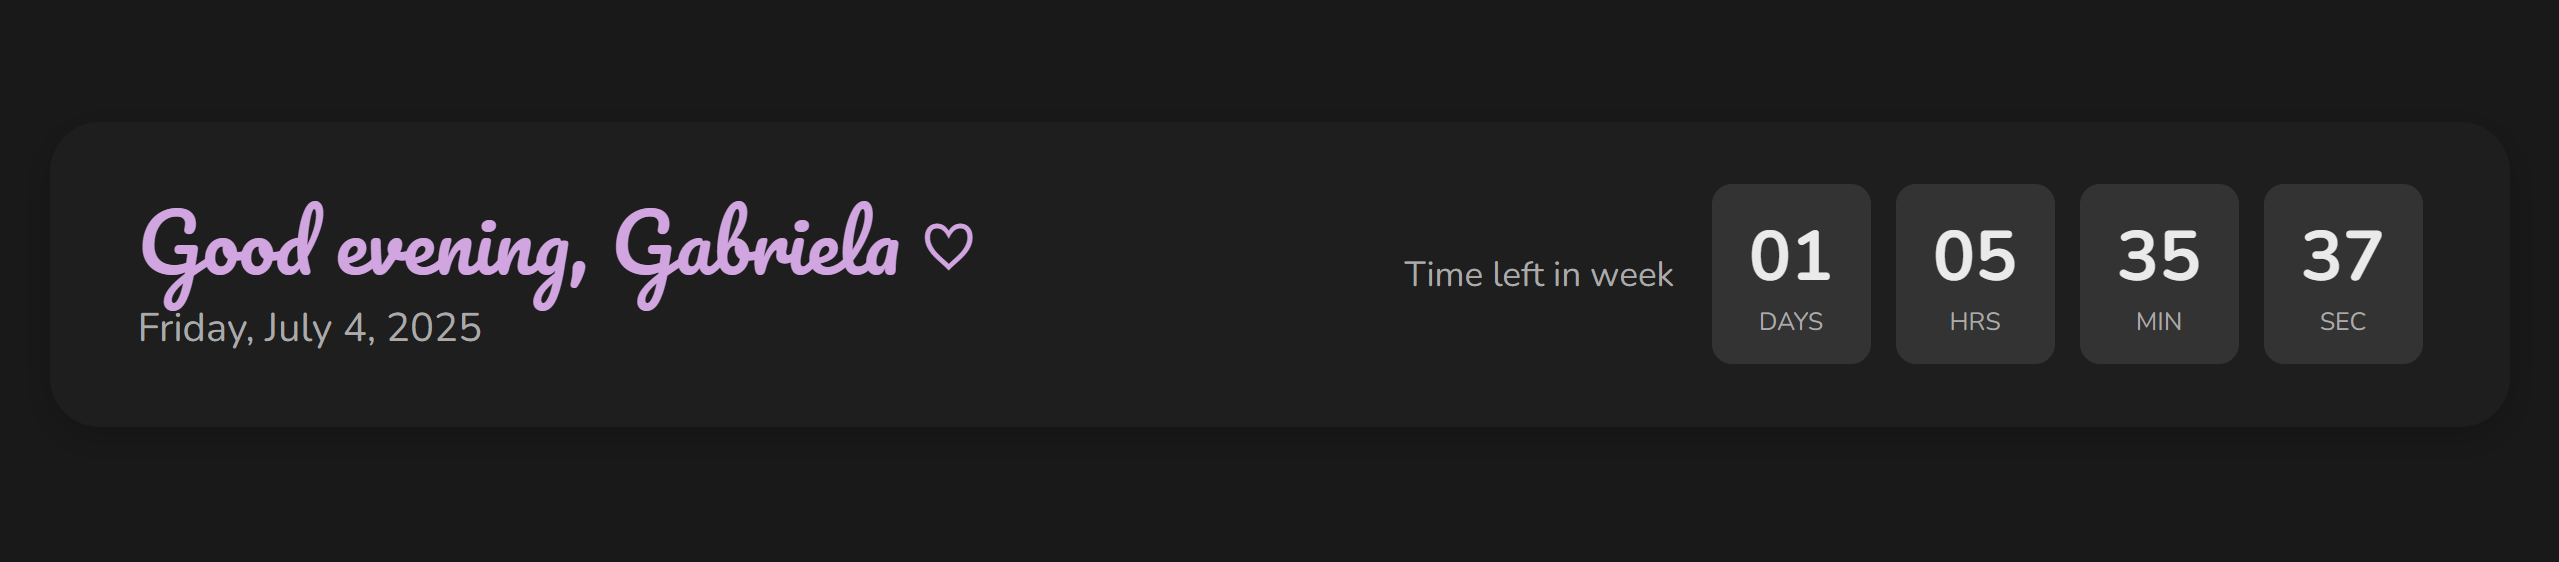 Good evening, Gabriela ♡
Friday, July 4, 2025
Time left in week
01 05 35 37
DAYS HRS MIN SEC